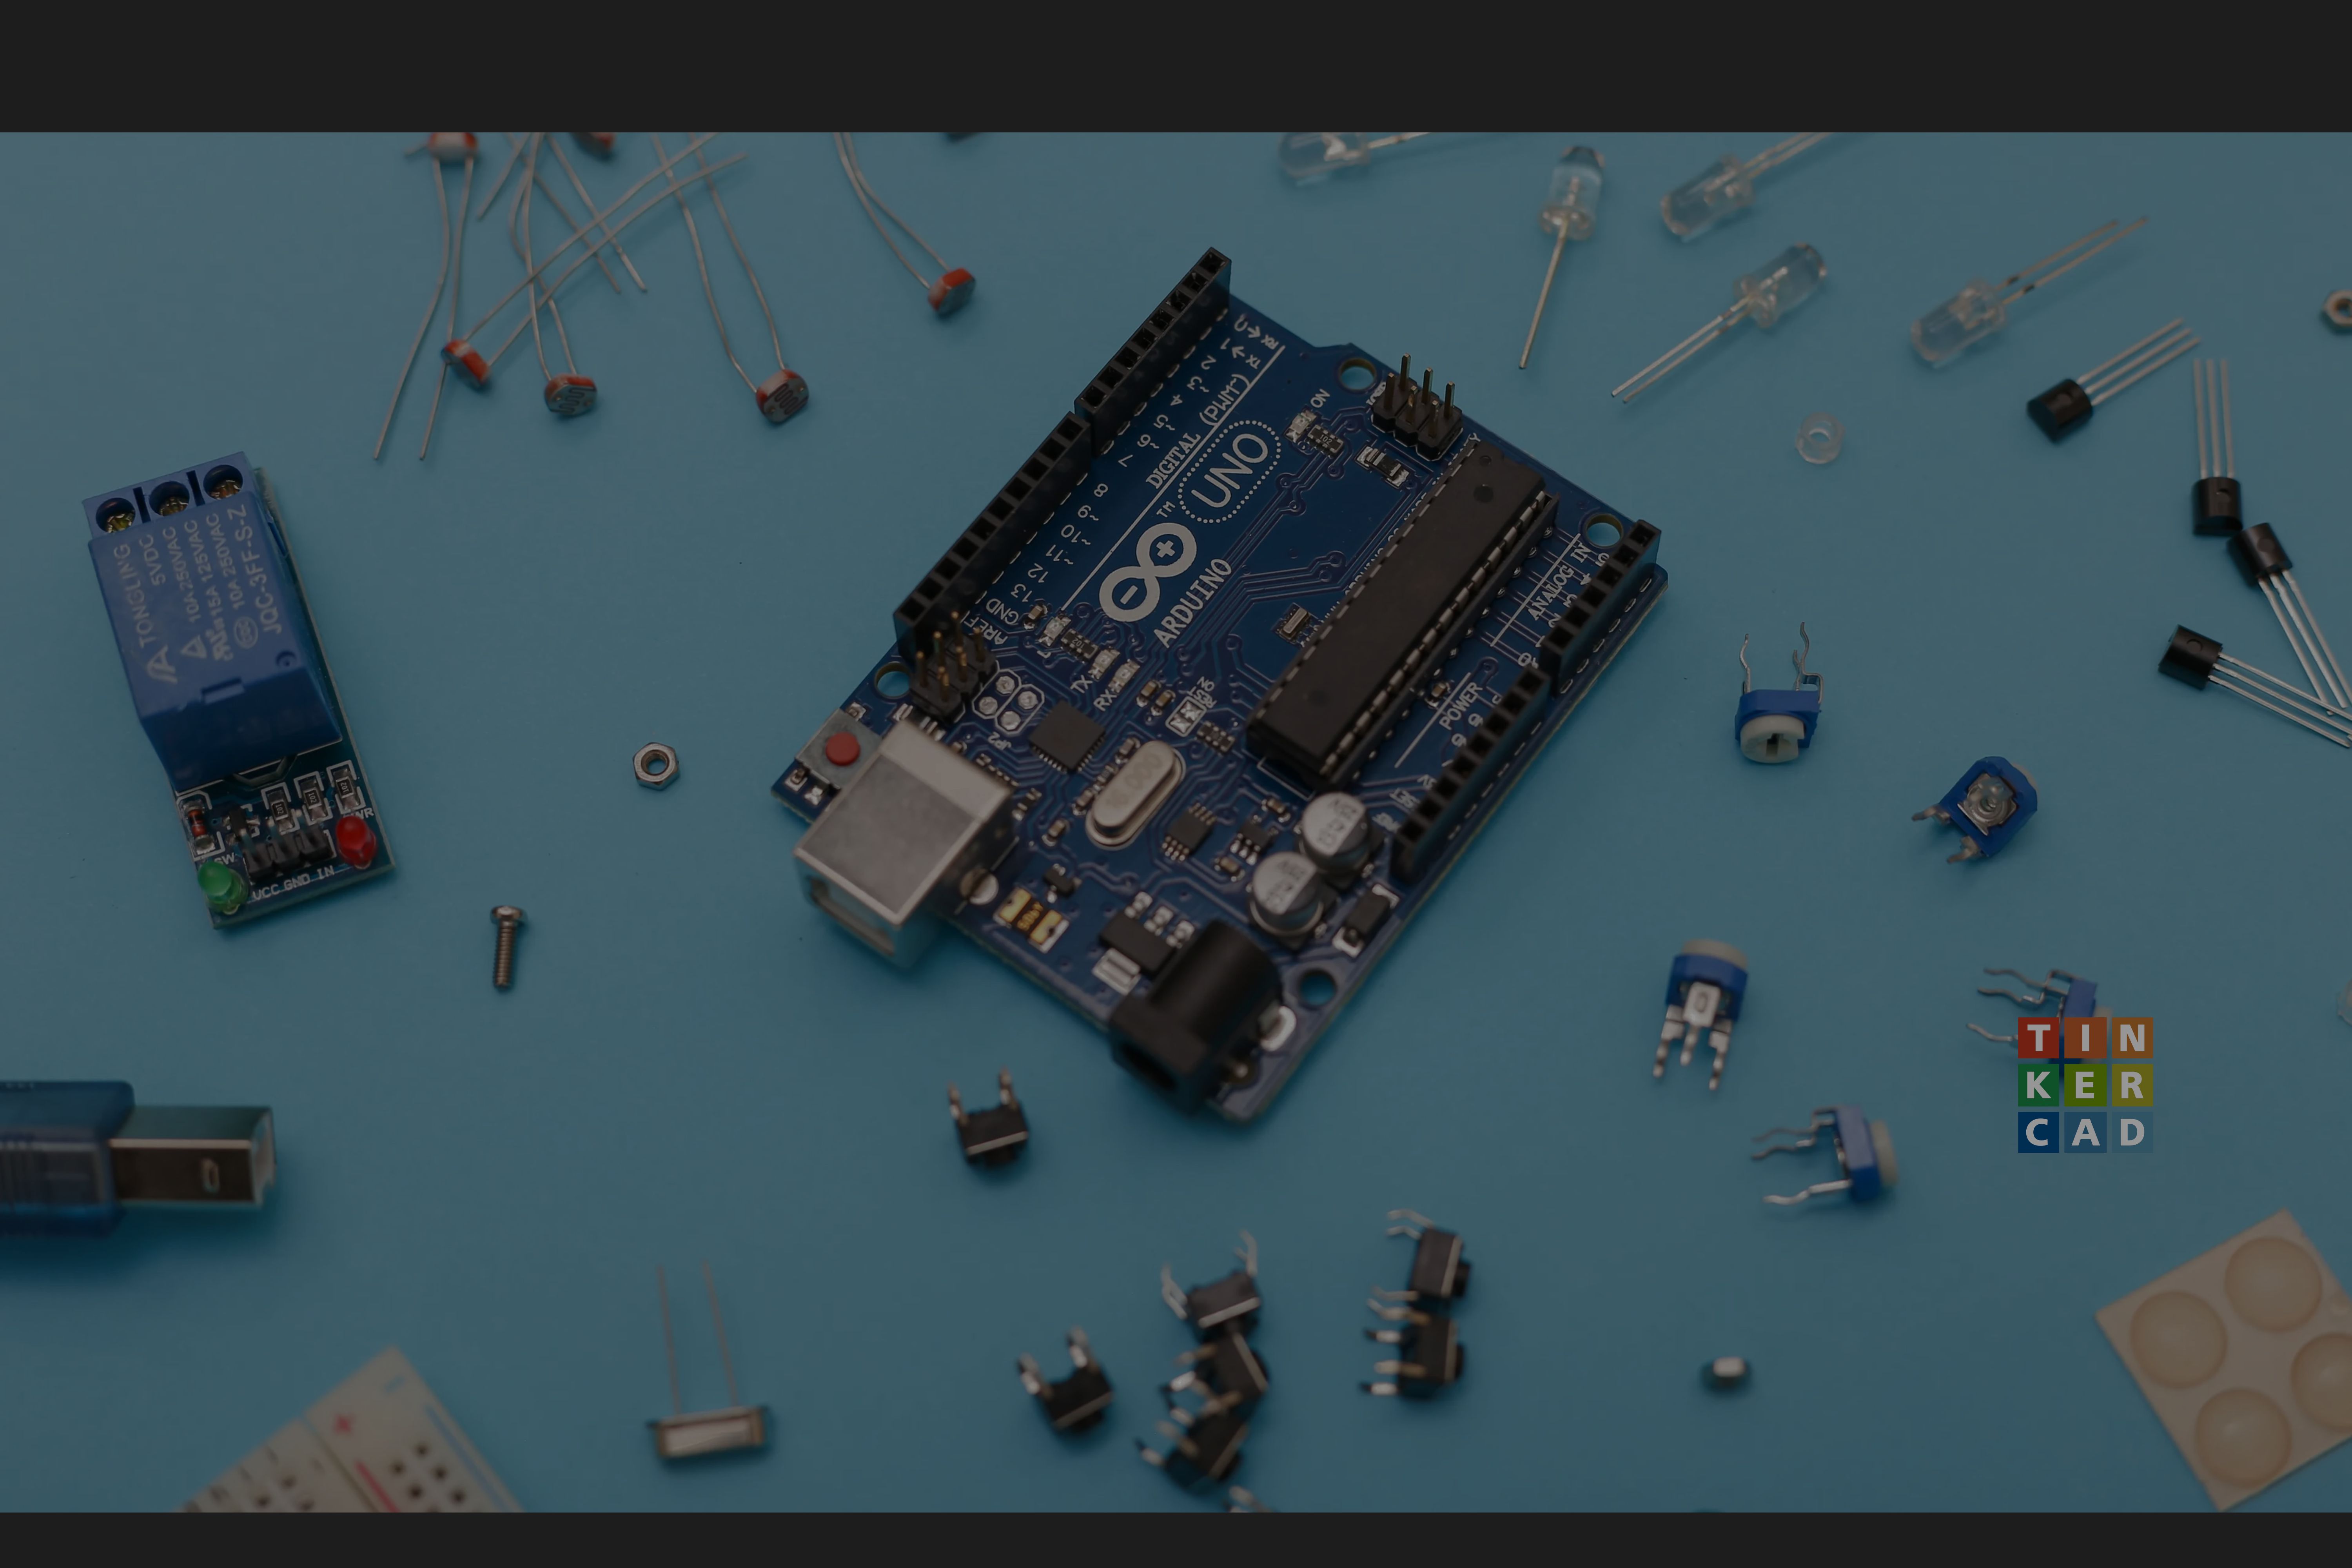 TONGLING
5VDC
10A 250VAC
15A 125VAC
10A 250VAC
JQC-3FF-S-Z
PWR
SW
VCC GND IN
RX←0
TX→1
2
~3
4
~5
~6
7
8
~9
~10
~11
12
13
GND
AREF
DIGITAL (PWM~)
UNO
ARDUINO
TM
ON
TX
RX
ANALOG IN
POWER
TIN
KER
CAD